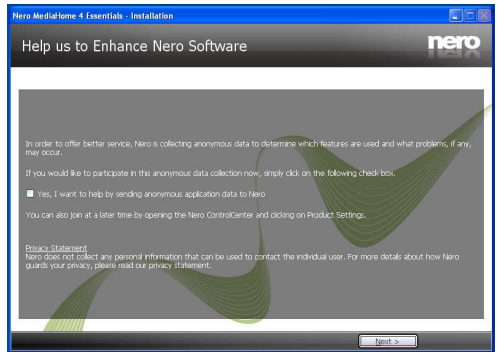 Nero MediaHome 4 Essentials - Installation
Help us to Enhance Nero Software
nero
In order to offer better service, Nero is collecting anonymous data to determine which features are used and what problems, if any,
may occur.
If you would like to participate in this anonymous data collection now, simply click on the following check box.
Yes, I want to help by sending anonymous application data to Nero
You can also join at a later time by opening the Nero ControlCenter and clicking on Product Settings.
Privacy Statement
Nero does not collect any personal information that can be used to contact the individual user. For more details about how Nero
guards your privacy, please read our privacy statement.
Next >